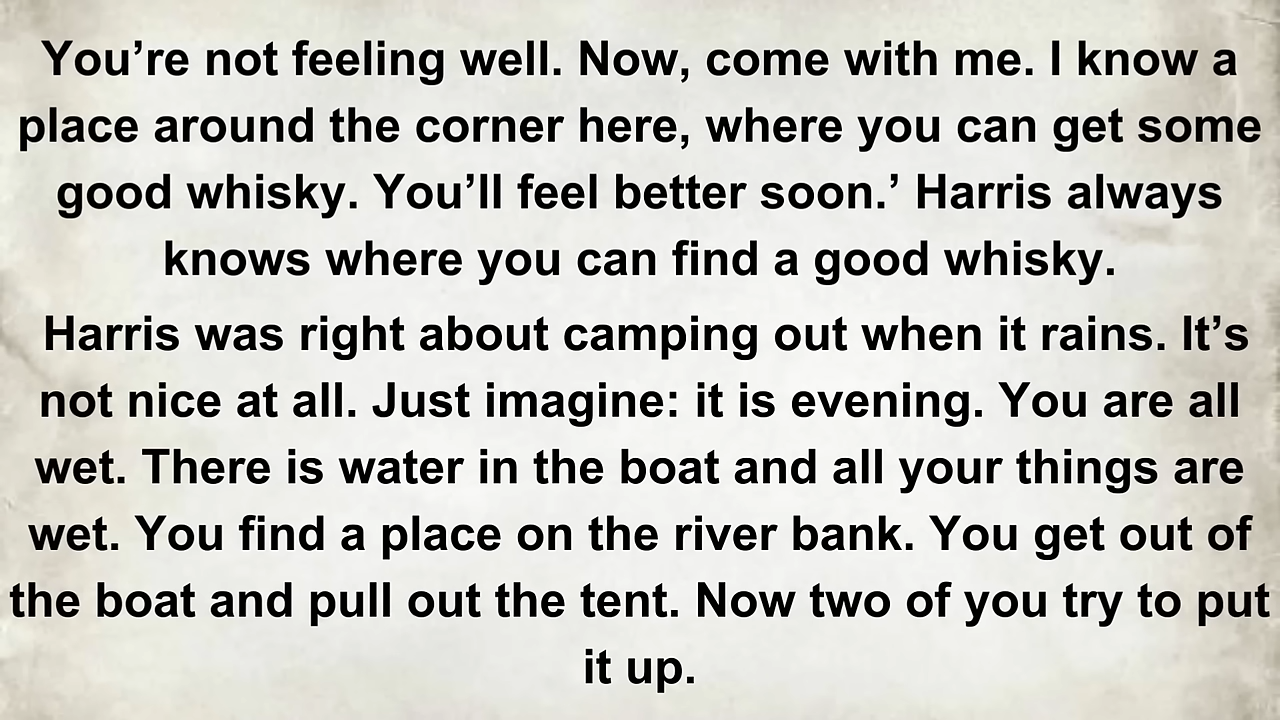 You’re not feeling well. Now, come with me. I know a
place around the corner here, where you can get some
good whisky. You’ll feel better soon.’ Harris always
knows where you can find a good whisky.
Harris was right about camping out when it rains. It’s
not nice at all. Just imagine: it is evening. You are all
wet. There is water in the boat and all your things are
wet. You find a place on the river bank. You get out of
the boat and pull out the tent. Now two of you try to put
it up.